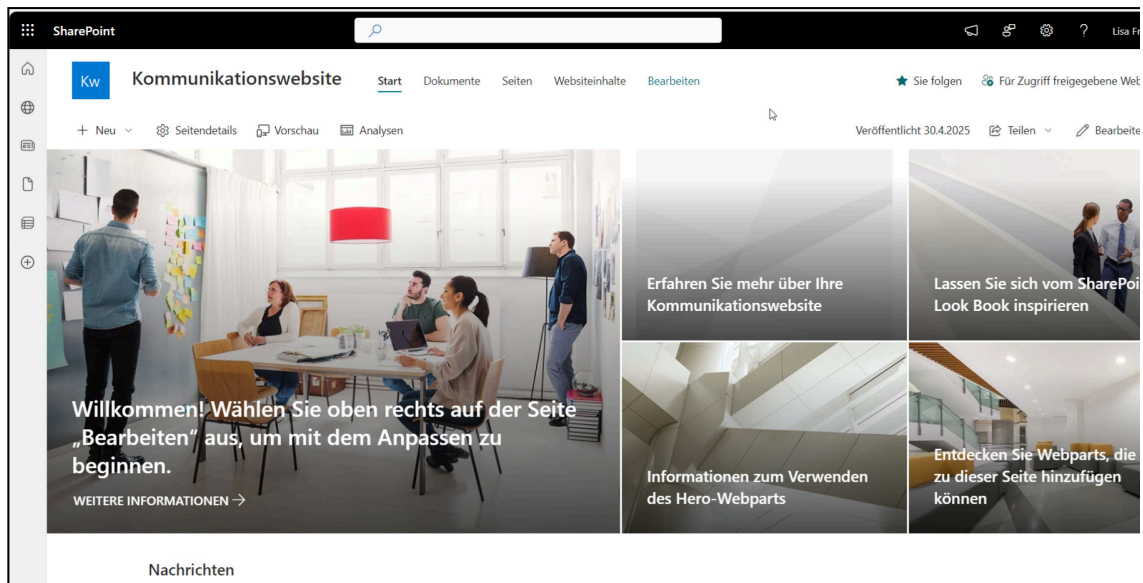 SharePoint
?
Lisa Fr
Kw
Kommunikationswebsite
Start
Dokumente
Seiten
Websiteinhalte
Bearbeiten
Sie folgen
Für Zugriff freigegebene Web
Neu
Seitendetails
Vorschau
Analysen
Veröffentlicht 30.4.2025
Teilen
Bearbeite
Willkommen! Wählen Sie oben rechts auf der Seite
„Bearbeiten“ aus, um mit dem Anpassen zu
beginnen.
WEITERE INFORMATIONEN →
Erfahren Sie mehr über Ihre
Kommunikationswebsite
Lassen Sie sich vom SharePoi
Look Book inspirieren
Informationen zum Verwenden
des Hero-Webparts
Entdecken Sie Webparts, die
zu dieser Seite hinzufügen
können
Nachrichten